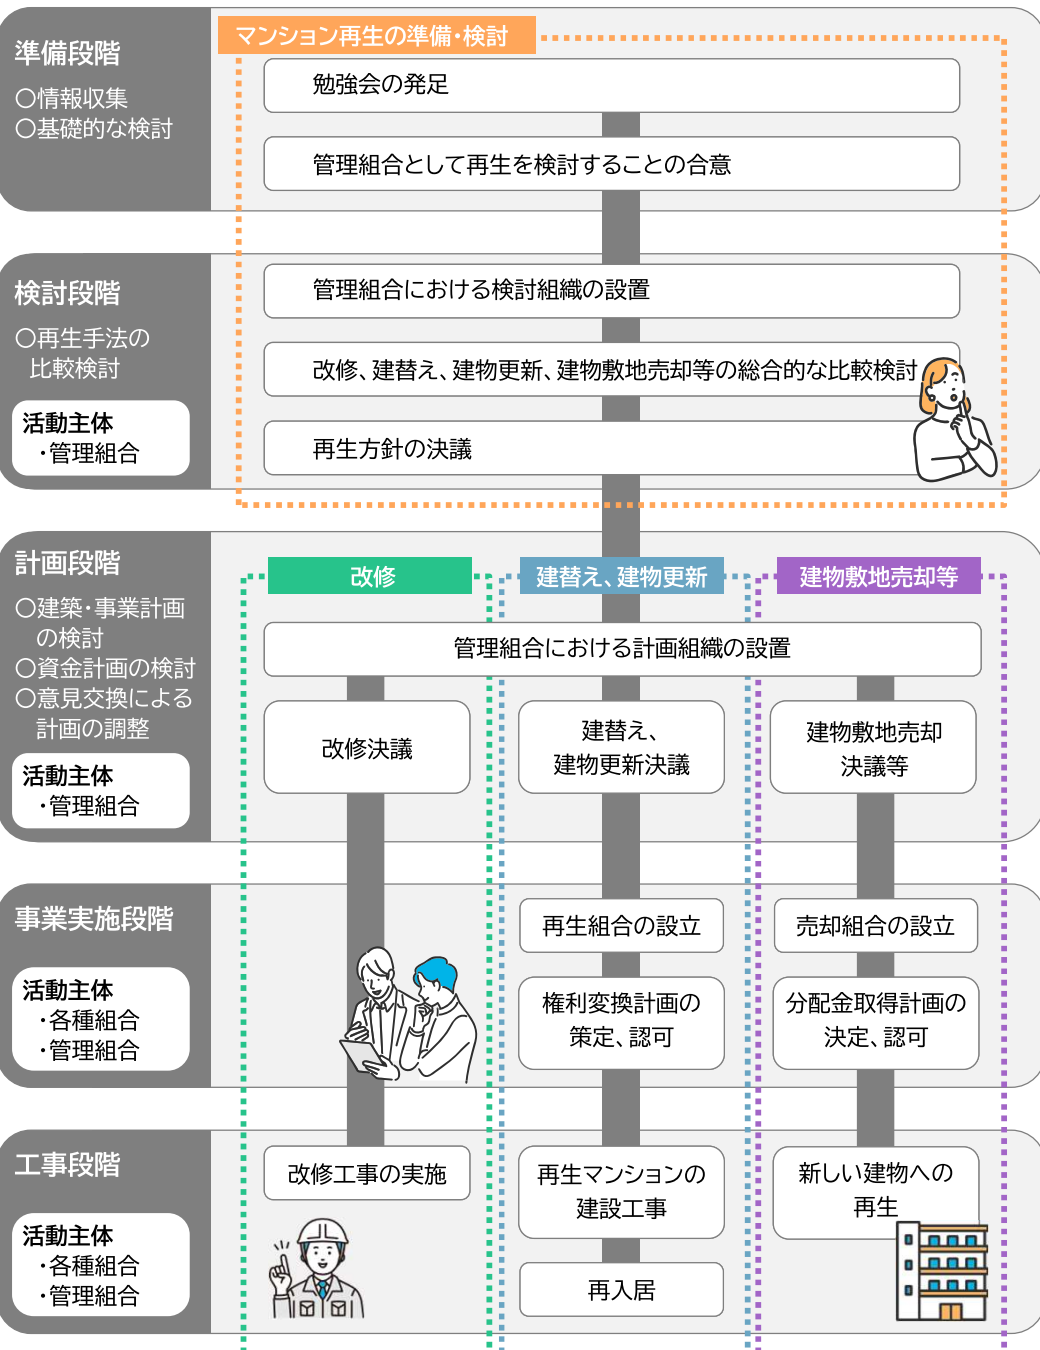 準備段階
〇情報収集
〇基礎的な検討
マンション再生の準備・検討
勉強会の発足
管理組合として再生を検討することの合意
検討段階
〇再生手法の
比較検討
活動主体
・管理組合
管理組合における検討組織の設置
改修、建替え、建物更新、建物敷地売却等の総合的な比較検討
再生方針の決議
計画段階
〇建築・事業計画
の検討
〇資金計画の検討
〇意見交換による
計画の調整
活動主体
・管理組合
改修
建替え、建物更新
建物敷地売却等
管理組合における計画組織の設置
改修決議
建替え、
建物更新決議
建物敷地売却
決議等
事業実施段階
活動主体
・各種組合
・管理組合
再生組合の設立
売却組合の設立
権利変換計画の
策定、認可
分配金取得計画の
決定、認可
工事段階
活動主体
・各種組合
・管理組合
改修工事の実施
再生マンションの
建設工事
再入居
新しい建物への
再生